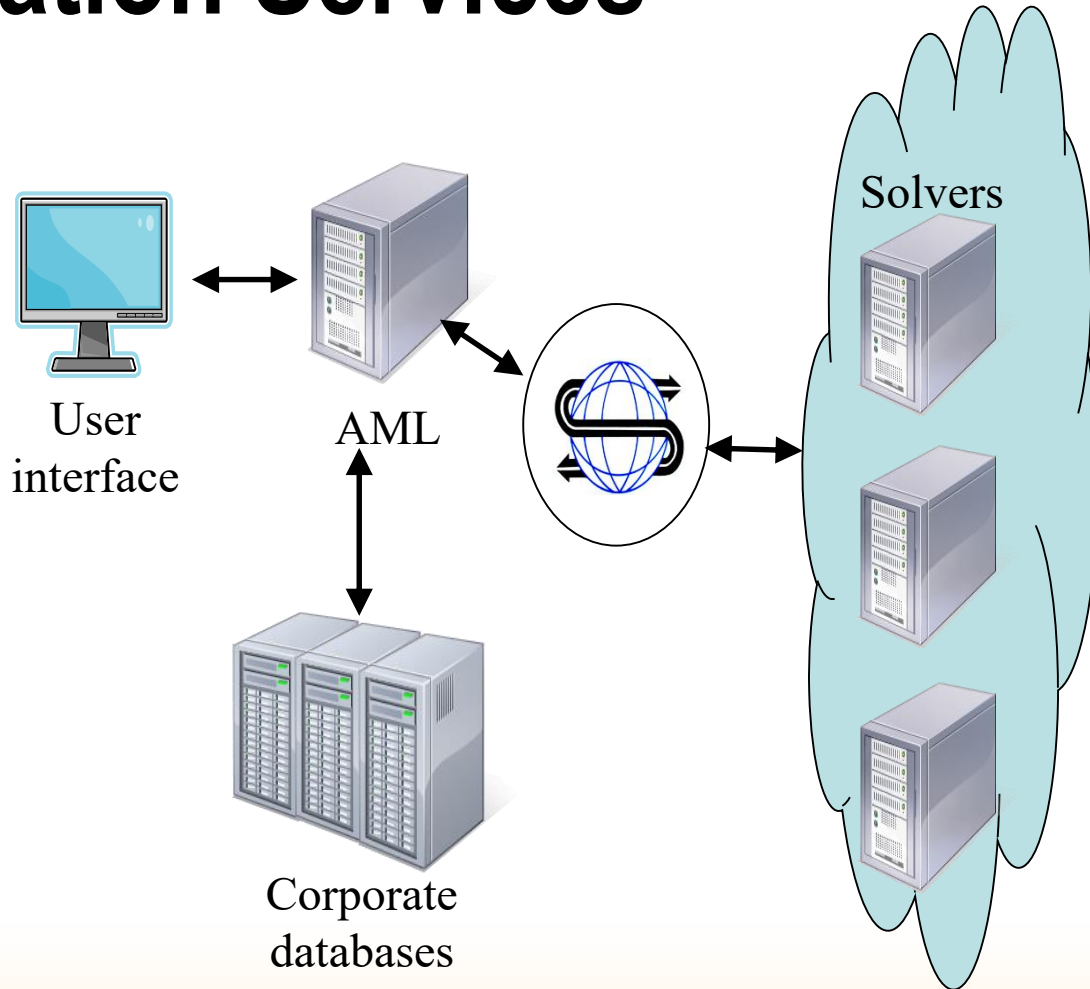 ation Services
Solvers
User
interface
AML
Corporate
databases